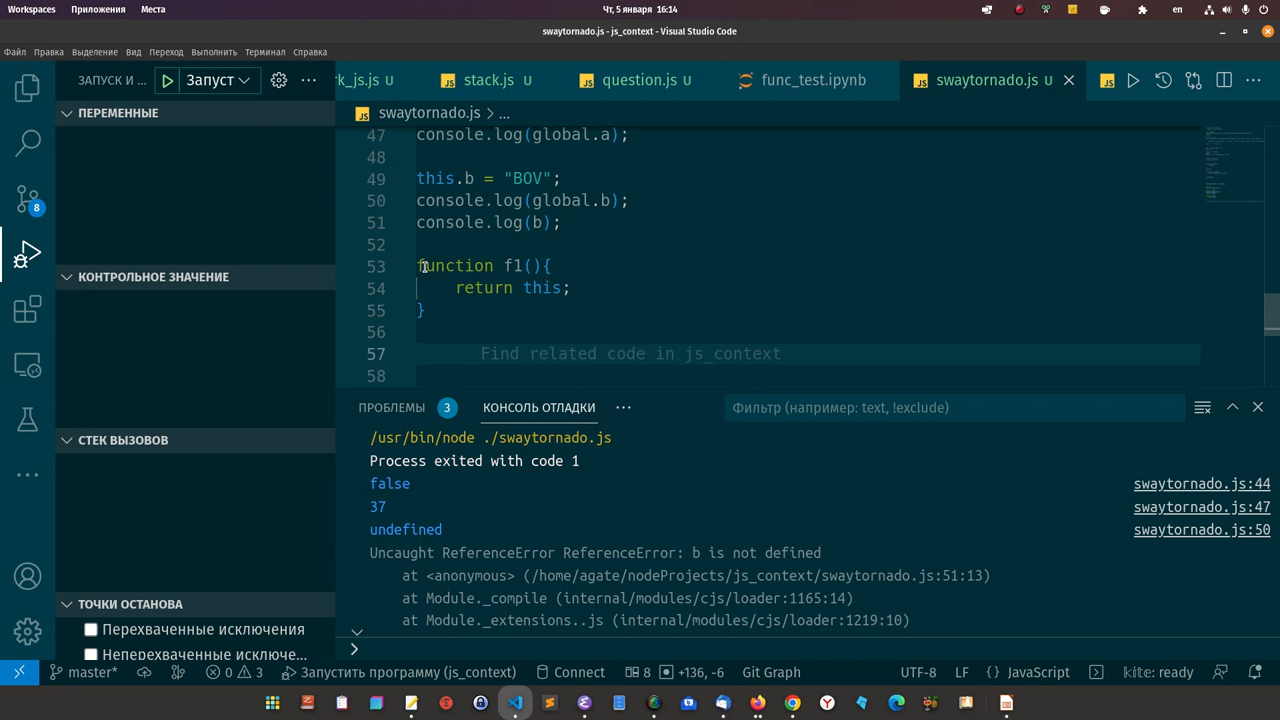 Workspaces Приложения Места Чт, 5 января 16:14 en
swaytornado.js - js_context - Visual Studio Code
Файл Правка Выделение Вид Переход Выполнить Терминал Справка
ЗАПУСК И ... Запуст
rk_js.js U JS stack.js U JS question.js U func_test.ipynb JS swaytornado.js U JS
JS swaytornado.js > ...
ПЕРЕМЕННЫЕ
47 console.log(global.a);
48
49 this.b = "BOV";
50 console.log(global.b);
51 console.log(b);
52
53 function f1(){
54 return this;
55 }
56
57 Find related code in js_context
58
8
КОНТРОЛЬНОЕ ЗНАЧЕНИЕ
СТЕК ВЫЗОВОВ
ТОЧКИ ОСТАНОВА
Перехваченные исключения
Неперехваченные исключе...
ПРОБЛЕМЫ 3 КОНСОЛЬ ОТЛАДКИ ... Фильтр (например: text, !exclude)
/usr/bin/node ./swaytornado.js
Process exited with code 1
false swaytornado.js:44
37 swaytornado.js:47
undefined swaytornado.js:50
Uncaught ReferenceError ReferenceError: b is not defined
at <anonymous> (/home/agate/nodeProjects/js_context/swaytornado.js:51:13)
at Module._compile (internal/modules/cjs/loader:1165:14)
at Module._extensions..js (internal/modules/cjs/loader:1219:10)
>
master* 0 3 Запустить программу (js_context) Connect 8 +136, -6 Git Graph UTF-8 LF {} JavaScript kite: ready